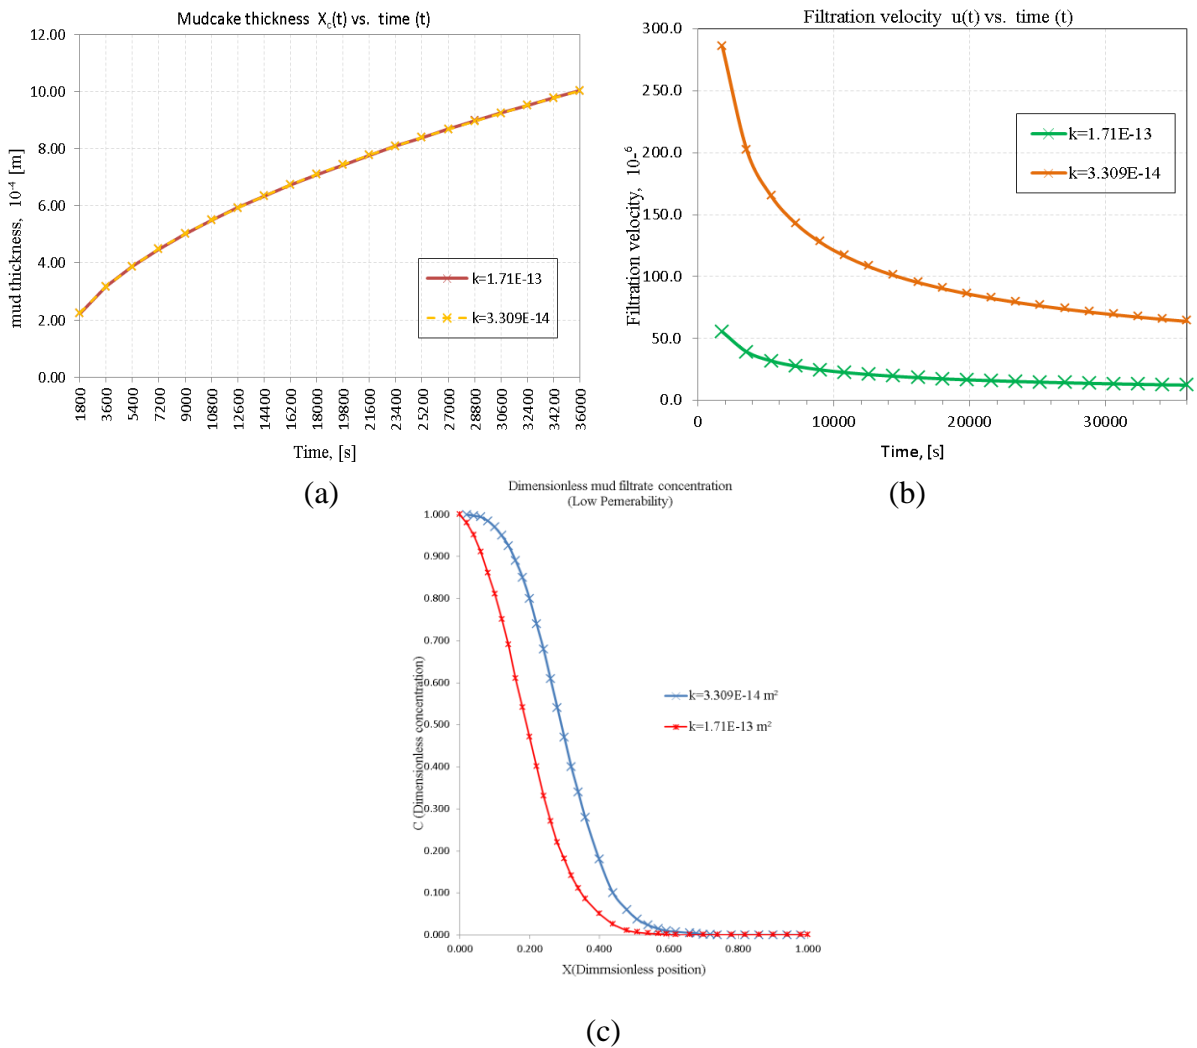 Mudcake thickness Xc(t) vs. time (t)
12.00
10.00
8.00
6.00
4.00
2.00
0.00
mud thickness, 10-4 [m]
k=1.71E-13
k=3.309E-14
1800
3600
5400
7200
9000
10800
12600
14400
16200
18000
19800
21600
23400
25200
27000
28800
30600
32400
34200
36000
Time, [s]
(a)
Filtration velocity u(t) vs. time (t)
300.0
250.0
200.0
150.0
100.0
50.0
0.0
Filtration velocity, 10-6
k=1.71E-13
k=3.309E-14
0
10000
20000
30000
Time, [s]
(b)
Dimensionless mud filtrate concentration
(Low Pemerability)
1.000
0.900
0.800
0.700
0.600
0.500
0.400
0.300
0.200
0.100
0.000
C (Dimensionless concentration)
k=3.309E-14 m²
k=1.71E-13 m²
0.000
0.200
0.400
0.600
0.800
1.000
X(Dimrnsionless position)
(c)